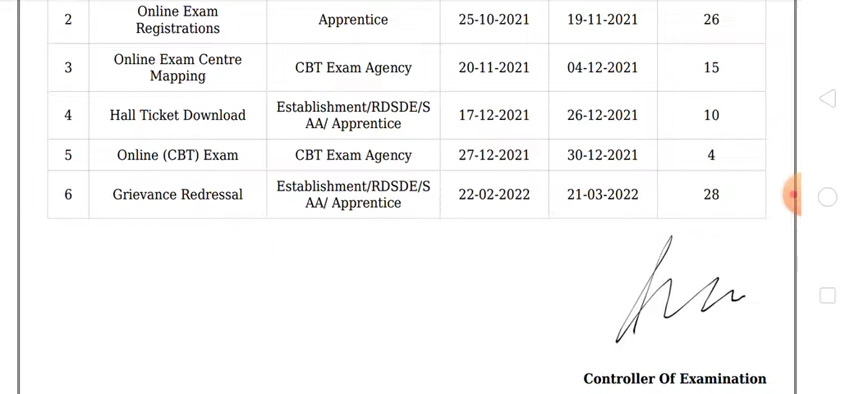 2 Online Exam Registrations Apprentice 25-10-2021 19-11-2021 26
3 Online Exam Centre Mapping CBT Exam Agency 20-11-2021 04-12-2021 15
4 Hall Ticket Download Establishment/RDSDE/S AA/ Apprentice 17-12-2021 26-12-2021 10
5 Online (CBT) Exam CBT Exam Agency 27-12-2021 30-12-2021 4
6 Grievance Redressal Establishment/RDSDE/S AA/ Apprentice 22-02-2022 21-03-2022 28
Controller Of Examination